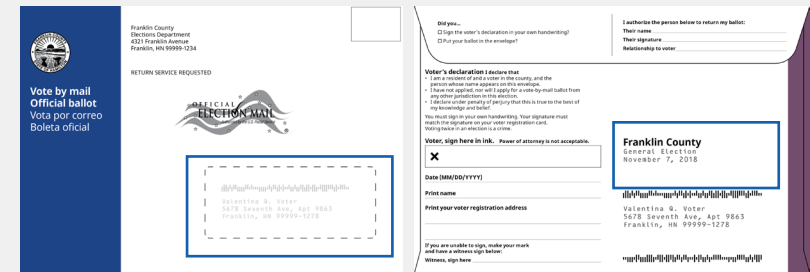 Franklin County
Elections Department
4321 Franklin Avenue
Franklin, HN 99999-1234
RETURN SERVICE REQUESTED
Vote by mail
Official ballot
Vota por correo
Boleta oficial
OFFICIAL
ELECTION MAIL
Valentina Q. Voter
5678 Seventh Ave, Apt 9863
Franklin, HN 99999-1278
Did you...
Sign the voter's declaration in your own handwriting?
Put your ballot in the envelope?
I authorize the person below to return my ballot:
Their name
Their signature
Relationship to voter
Voter's declaration I declare that
• I am a resident of and a voter in the county, and the
person whose name appears on this envelope.
• I have not applied, nor will I apply for a vote-by-mail ballot from
any other jurisdiction in this election.
• I declare under penalty of perjury that this is true to the best of
my knowledge and belief.
You must sign in your own handwriting. Your signature must
match the signature on your voter registration card.
Voting twice in an election is a crime.
Voter, sign here in ink. Power of attorney is not acceptable.
X
Date (MM/DD/YYYY)
Print name
Print your voter registration address
If you are unable to sign, make your mark
and have a witness sign below:
Witness, sign here
Franklin County
General Election
November 7, 2018
Valentina Q. Voter
5678 Seventh Ave, Apt 9863
Franklin, HN 99999-1278